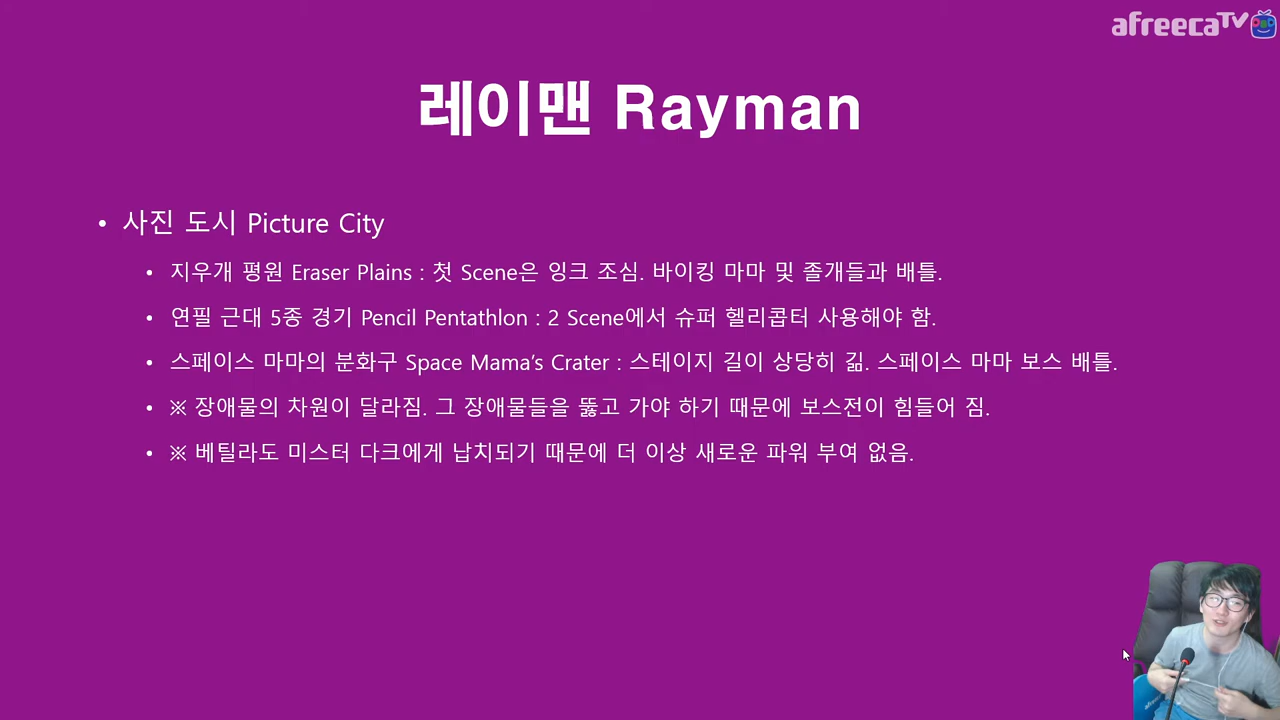 afreecaTV
레이맨 Rayman
• 사진 도시 Picture City
• 지우개 평원 Eraser Plains : 첫 Scene은 잉크 조심. 바이킹 마마 및 졸개들과 배틀.
• 연필 근대 5종 경기 Pencil Pentathlon : 2 Scene에서 슈퍼 헬리콥터 사용해야 함.
• 스페이스 마마의 분화구 Space Mama's Crater : 스테이지 길이 상당히 긺. 스페이스 마마 보스 배틀.
• ※ 장애물의 차원이 달라짐. 그 장애물들을 뚫고 가야 하기 때문에 보스전이 힘들어 짐.
• ※ 베틸라도 미스터 다크에게 납치되기 때문에 더 이상 새로운 파워 부여 없음.